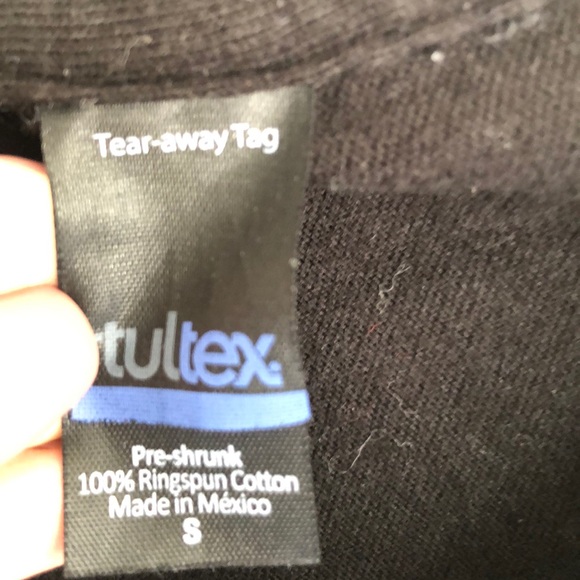 Tear-away Tag
tultex
Pre-shrunk
100% Ringspun Cotton
Made in México
S